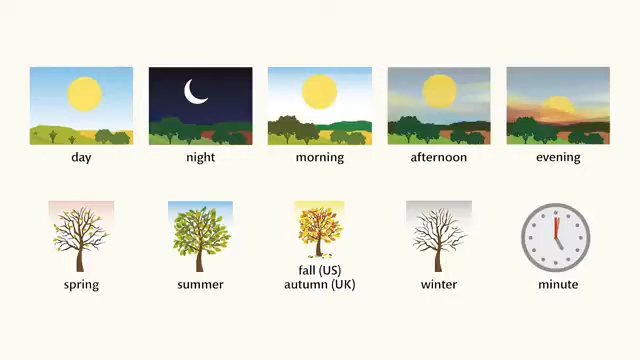 day
night
morning
afternoon
evening
spring
summer
fall (US)
autumn (UK)
winter
minute